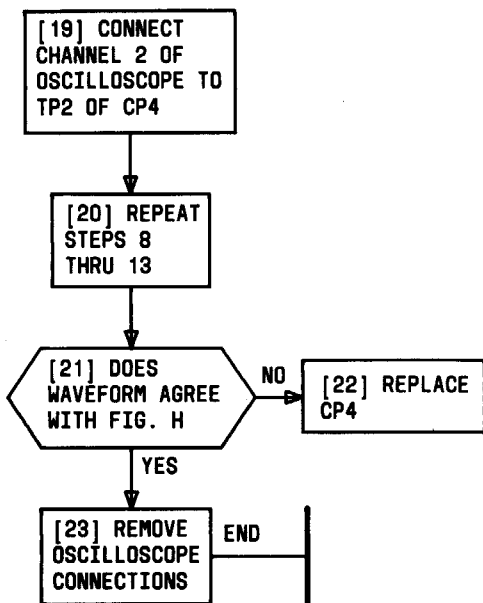 [19] CONNECT
CHANNEL 2 OF
OSCILLOSCOPE TO
TP2 OF CP4
[20] REPEAT
STEPS 8
THRU 13
[21] DOES
WAVEFORM AGREE
WITH FIG. H
NO
[22] REPLACE
CP4
YES
[23] REMOVE
OSCILLOSCOPE
CONNECTIONS
END